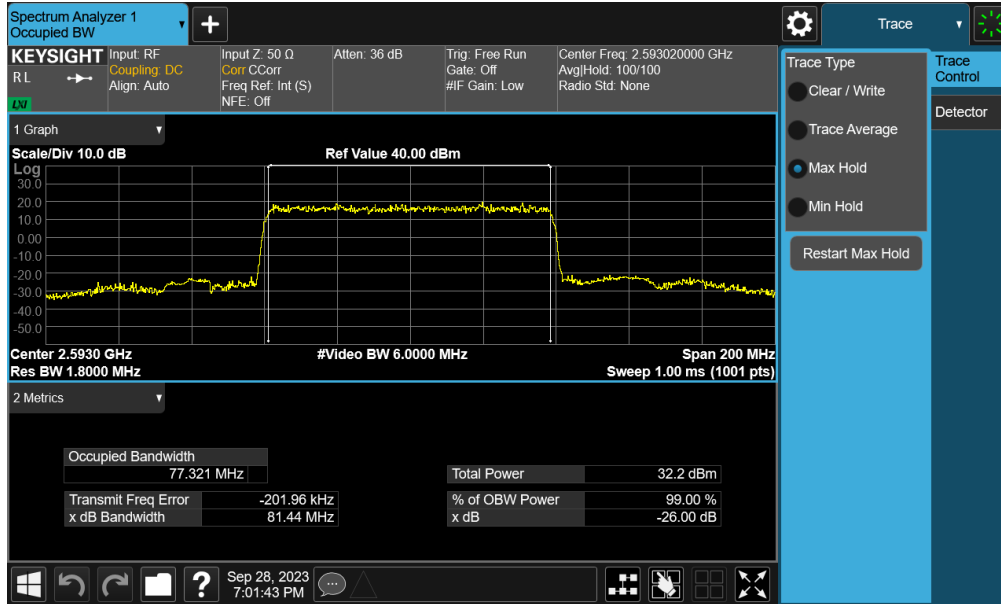 Spectrum Analyzer 1
Occupied BW
Trace
KEYSIGHT
R L
LXI
Input: RF
Coupling: DC
Align: Auto
Input Z: 50 Ω
Corr CCorr
Freq Ref: Int (S)
NFE: Off
Atten: 36 dB
Trig: Free Run
Gate: Off
#IF Gain: Low
Center Freq: 2.593020000 GHz
Avg|Hold: 100/100
Radio Std: None
Trace Type
Clear / Write
Trace Average
Max Hold
Min Hold
Restart Max Hold
Trace
Control
Detector
1 Graph
Scale/Div 10.0 dB
Ref Value 40.00 dBm
Log
30.0
20.0
10.0
0.00
-10.0
-20.0
-30.0
-40.0
-50.0
Center 2.5930 GHz
#Video BW 6.0000 MHz
Span 200 MHz
Res BW 1.8000 MHz
Sweep 1.00 ms (1001 pts)
2 Metrics
Occupied Bandwidth
77.321 MHz
Total Power 32.2 dBm
Transmit Freq Error -201.96 kHz
% of OBW Power 99.00 %
x dB Bandwidth 81.44 MHz
x dB -26.00 dB
?
Sep 28, 2023
7:01:43 PM